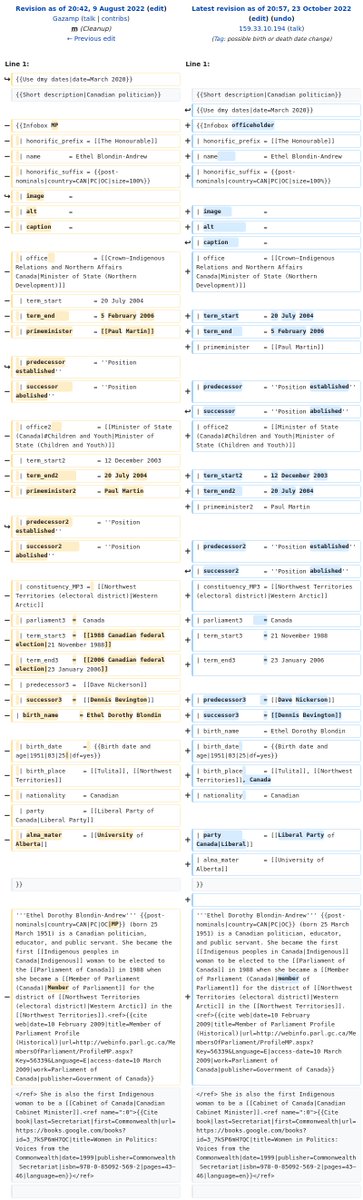 Revision as of 20:42, 9 August 2022 (edit)
Gazamp (talk | contribs)
m (Cleanup)
← Previous edit
Latest revision as of 20:57, 23 October 2022
(edit) (undo)
159.33.10.194 (talk)
(Tag: possible birth or death date change)
Line 1:
{{Use dmy dates|date=March 2020}}
{{Short description|Canadian politician}}
{{Infobox MP
| honorific_prefix = [[The Honourable]]
| name = Ethel Blondin-Andrew
| honorific_suffix = {{post-
nominals|country=CAN|PC|OC|size=100%}}
| image =
| alt =
| caption =
| office = [[Crown-Indigenous
Relations and Northern Affairs
Canada|Minister of State (Northern
Development)]]
| term_start = 20 July 2004
| term_end = 5 February 2006
| primeminister = [[Paul Martin]]
| predecessor = ''Position
established''
| successor = ''Position
abolished''
| office2 = [[Minister of State
(Canada)#Children and Youth|Minister of
State (Children and Youth)]]
| term_start2 = 12 December 2003
| term_end2 = 20 July 2004
| primeminister2 = Paul Martin
| predecessor2 = ''Position
established''
| successor2 = ''Position
abolished''
| constituency_MP3 = [[Northwest
Territories (electoral district)|Western
Arctic]]
| parliament3 = Canada
| term_start3 = [[1988 Canadian federal
election|21 November 1988]]
| term_end3 = [[2006 Canadian federal
election|23 January 2006]]
| predecessor3 = [[Dave Nickerson]]
| successor3 = [[Dennis Bevington]]
| birth_name = Ethel Dorothy Blondin
| birth_date = {{Birth date and
age|1951|03|25||df=yes}}
| birth_place = [[Tulita]], [[Northwest
Territories]]
| nationality = Canadian
| party = [[Liberal Party of
Canada|Liberal Party]]
| alma_mater = [[University of
Alberta]]
}}
'''Ethel Dorothy Blondin-Andrew''' {{post-
nominals|country=CAN|PC|OC|MP}} (born 25
March 1951) is a Canadian politician,
educator, and public servant. She became the
first [[Indigenous peoples in
Canada|Indigenous]] woman to be elected to
the [[Parliament of Canada]] in 1988 when
she became a [[Member of Parliament
(Canada)|Member of Parliament]] for the
district of [[Northwest Territories
(electoral district)|Western Arctic]] in the
[[Northwest Territories]].<ref>{{cite
web|date=10 February 2009|title=Member of
Parliament Profile
(Historical)|url=http://webinfo.parl.gc.ca/Me
mbersOfParliament/ProfileMP.aspx?
Key=56339&Language=E|access-date=10 March
2009|work=Parliament of
Canada|publisher=Government of Canada}}
</ref> She is also the first Indigenous
woman to be a [[Cabinet of Canada|Canadian
Cabinet Minister]].<ref name=":0">{{Cite
book|last=Secretariat|first=Commonwealth|url=
https://books.google.com/books?
id=3_7kSP6mH7QC|title=Women in Politics:
Voices from the
Commonwealth|date=1999|publisher=Commonwealth
Secretariat|isbn=978-0-85092-569-2|pages=43–
46|language=en}}</ref>
Line 1:
{{Short description|Canadian politician}}
{{Use dmy dates|date=March 2020}}
{{Infobox officeholder
| honorific_prefix = [[The Honourable]]
| name = Ethel Blondin-Andrew
| honorific_suffix = {{post-
nominals|country=CAN|PC|OC|size=100%}}
| image =
| alt =
| caption =
| office = [[Crown-Indigenous
Relations and Northern Affairs
Canada|Minister of State (Northern
Development)]]
| term_start = 20 July 2004
| term_end = 5 February 2006
| primeminister = [[Paul Martin]]
| predecessor = ''Position established''
| successor = ''Position abolished''
| office2 = [[Minister of State
(Canada)#Children and Youth|Minister of
State (Children and Youth)]]
| term_start2 = 12 December 2003
| term_end2 = 20 July 2004
| primeminister2 = Paul Martin
| predecessor2 = ''Position established''
| successor2 = ''Position abolished''
| constituency_MP3 = [[Northwest
Territories (electoral district)|Western
Arctic]]
| parliament3 = Canada
| term_start3 = 21 November 1988
| term_end3 = 23 January 2006
| predecessor3 = [[Dave Nickerson]]
| successor3 = [[Dennis Bevington]]
| birth_name = Ethel Dorothy Blondin
| birth_date = {{Birth date and
age|1951|03|25|df=yes}}
| birth_place = [[Tulita]], [[Northwest
Territories]], Canada
| nationality = Canadian
| party = [[Liberal Party of
Canada|Liberal]]
| alma_mater = [[University of
Alberta]]
}}
'''Ethel Dorothy Blondin-Andrew''' {{post-
nominals|country=CAN|PC|OC}} (born 25 March
1951) is a Canadian politician, educator,
and public servant. She became the first
[[Indigenous peoples in Canada|Indigenous]]
woman to be elected to the [[Parliament of
Canada]] in 1988 when she became a [[Member
of Parliament (Canada)|member of
Parliament]] for the district of [[Northwest
Territories (electoral district)|Western
Arctic]] in the [[Northwest Territories]].
<ref>{{cite web|date=10 February
2009|title=Member of Parliament Profile
(Historical)|url=http://webinfo.parl.gc.ca/Me
mbersOfParliament/ProfileMP.aspx?
Key=56339&Language=E|access-date=10 March
2009|work=Parliament of
Canada|publisher=Government of Canada}}
</ref> She is also the first Indigenous
woman to be a [[Cabinet of Canada|Canadian
Cabinet Minister]].<ref name=":0">{{Cite
book|last=Secretariat|first=Commonwealth|url=
https://books.google.com/books?
id=3_7kSP6mH7QC|title=Women in Politics:
Voices from the
Commonwealth|date=1999|publisher=Commonwealth
Secretariat|isbn=978-0-85092-569-2|pages=43–
46|language=en}}</ref>